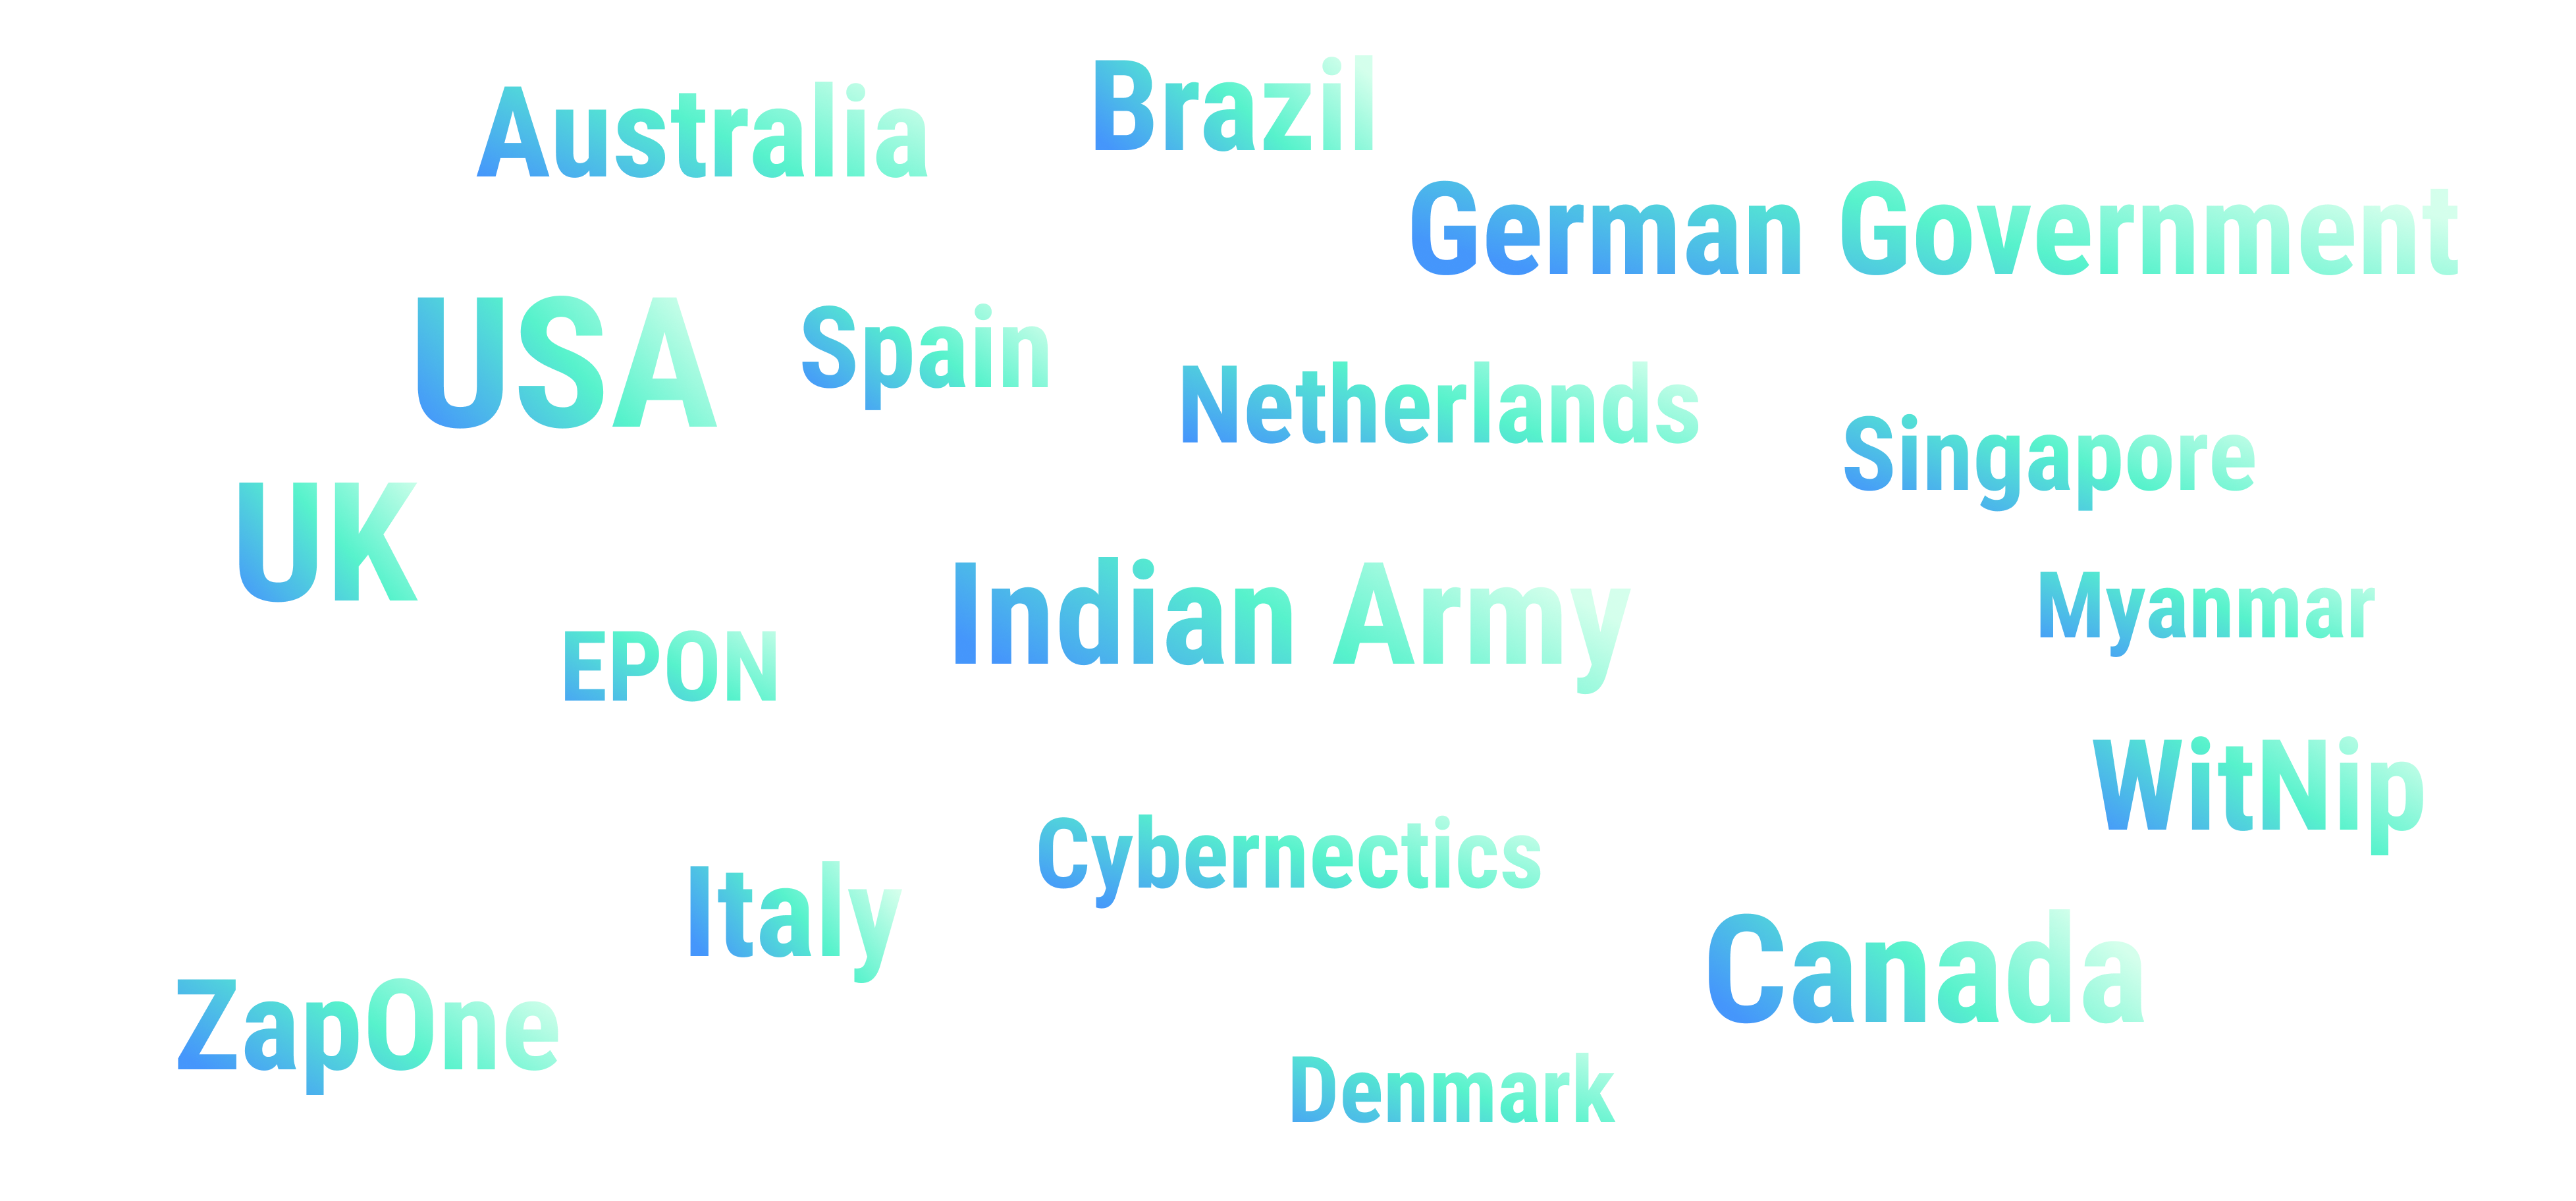 Brazil
Australia
German Government
USA
Spain
Netherlands
Singapore
UK
Indian Army
Myanmar
EPON
WitNip
Cybernectics
Italy
Canada
ZapOne
Denmark